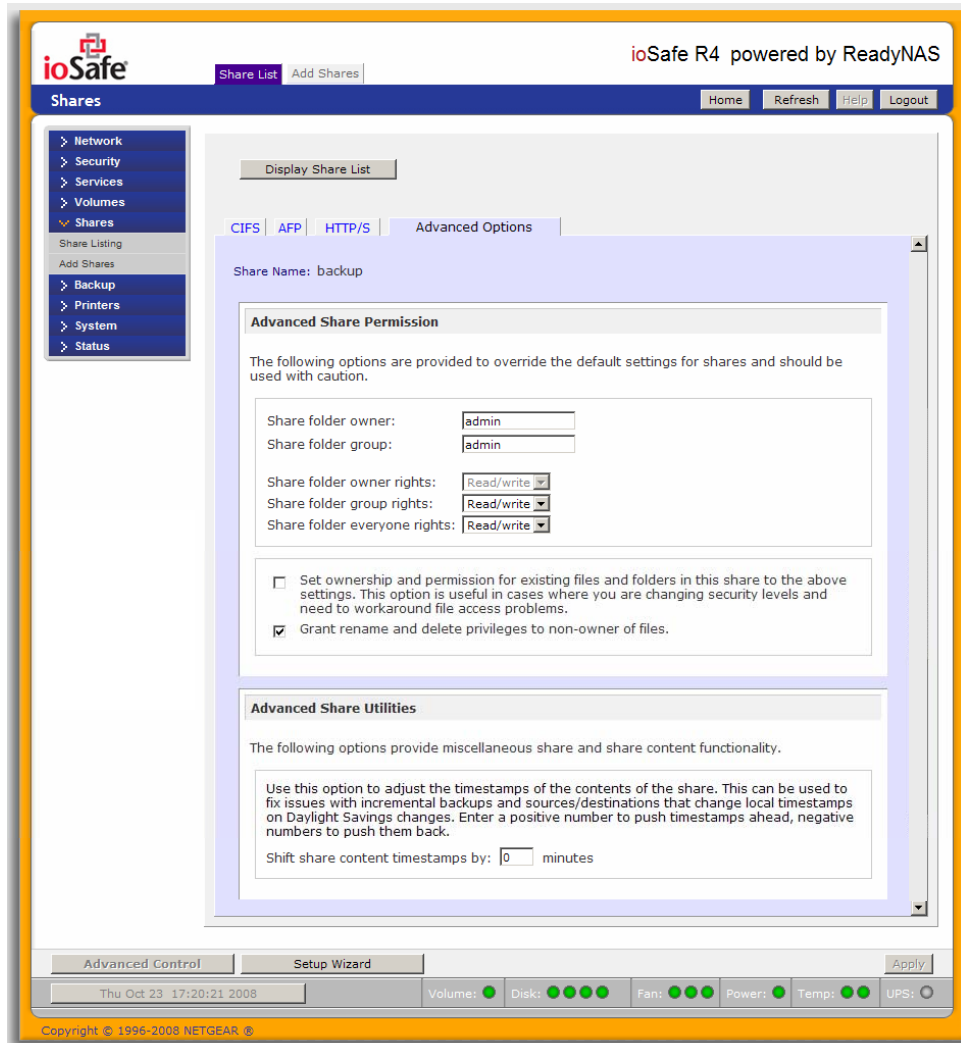 ioSafe
ioSafe R4 powered by ReadyNAS
Share List Add Shares
Shares
Home Refresh Help Logout
Network
Security
Services
Volumes
Shares
Share Listing
Add Shares
Backup
Printers
System
Status
Display Share List
CIFS AFP HTTP/S Advanced Options
Share Name: backup
Advanced Share Permission
The following options are provided to override the default settings for shares and should be
used with caution.
Share folder owner: admin
Share folder group: admin
Share folder owner rights: Read/write
Share folder group rights: Read/write
Share folder everyone rights: Read/write
Set ownership and permission for existing files and folders in this share to the above
settings. This option is useful in cases where you are changing security levels and
need to workaround file access problems.
Grant rename and delete privileges to non-owner of files.
Advanced Share Utilities
The following options provide miscellaneous share and share content functionality.
Use this option to adjust the timestamps of the contents of the share. This can be used to
fix issues with incremental backups and sources/destinations that change local timestamps
on Daylight Savings changes. Enter a positive number to push timestamps ahead, negative
numbers to push them back.
Shift share content timestamps by: 0 minutes
Advanced Control Setup Wizard Apply
Thu Oct 23 17:20:21 2008 Volume: Disk: Fan: Power: Temp: UPS:
Copyright © 1996-2008 NETGEAR ®